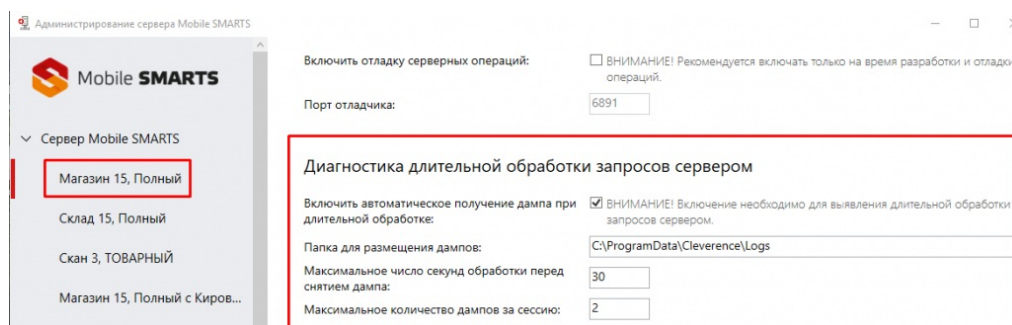 Администрирование сервера Mobile SMARTS
Mobile SMARTS
Сервер Mobile SMARTS
Магазин 15, Полный
Склад 15, Полный
Скан 3, ТОВАРНЫЙ
Магазин 15, Полный с Киров...
Включить отладку серверных операций:
ВНИМАНИЕ! Рекомендуется включать только на время разработки и отладки
операций.
Порт отладчика:
6891
Диагностика длительной обработки запросов сервером
Включить автоматическое получение дампа при
длительной обработке:
ВНИМАНИЕ! Включение необходимо для выявления длительной обработки
запросов сервером.
Папка для размещения дампов:
C:\ProgramData\Cleverence\Logs
Максимальное число секунд обработки перед
снятием дампа:
30
Максимальное количество дампов за сессию:
2